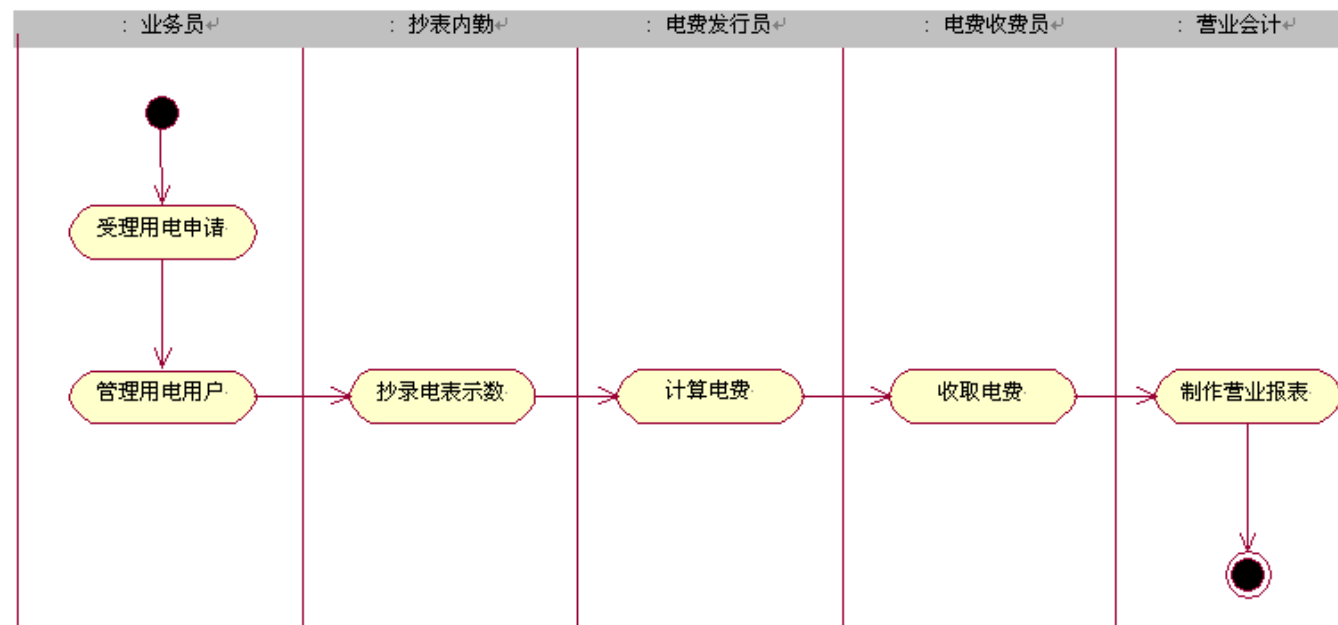 : 业务员
: 抄表内勤
: 电费发行员
: 电费收费员
: 营业会计
受理用电申请
管理用电用户
抄录电表示数
计算电费
收取电费
制作营业报表